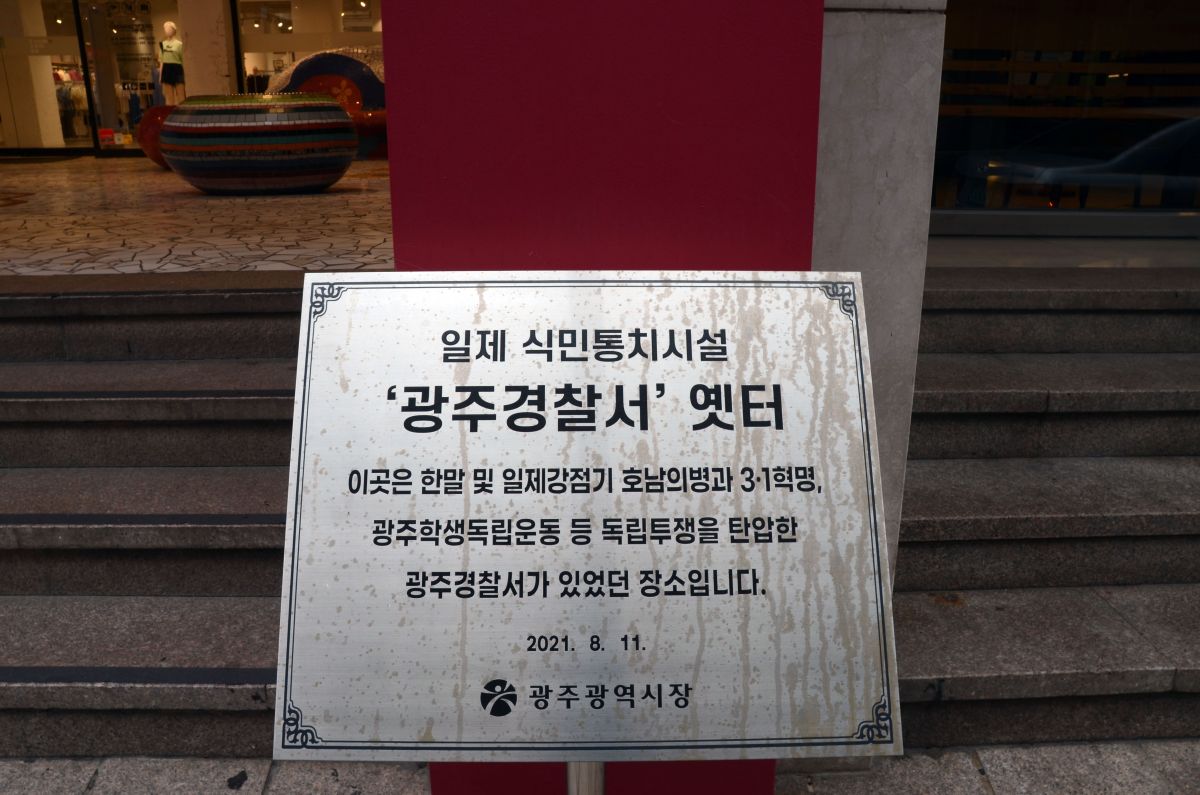 일제 식민통치시설
‘광주경찰서’ 옛터
이곳은 한말 및 일제강점기 호남의병과 3·1혁명,
광주학생독립운동 등 독립투쟁을 탄압한
광주경찰서가 있었던 장소입니다.
2021. 8. 11.
광주광역시장